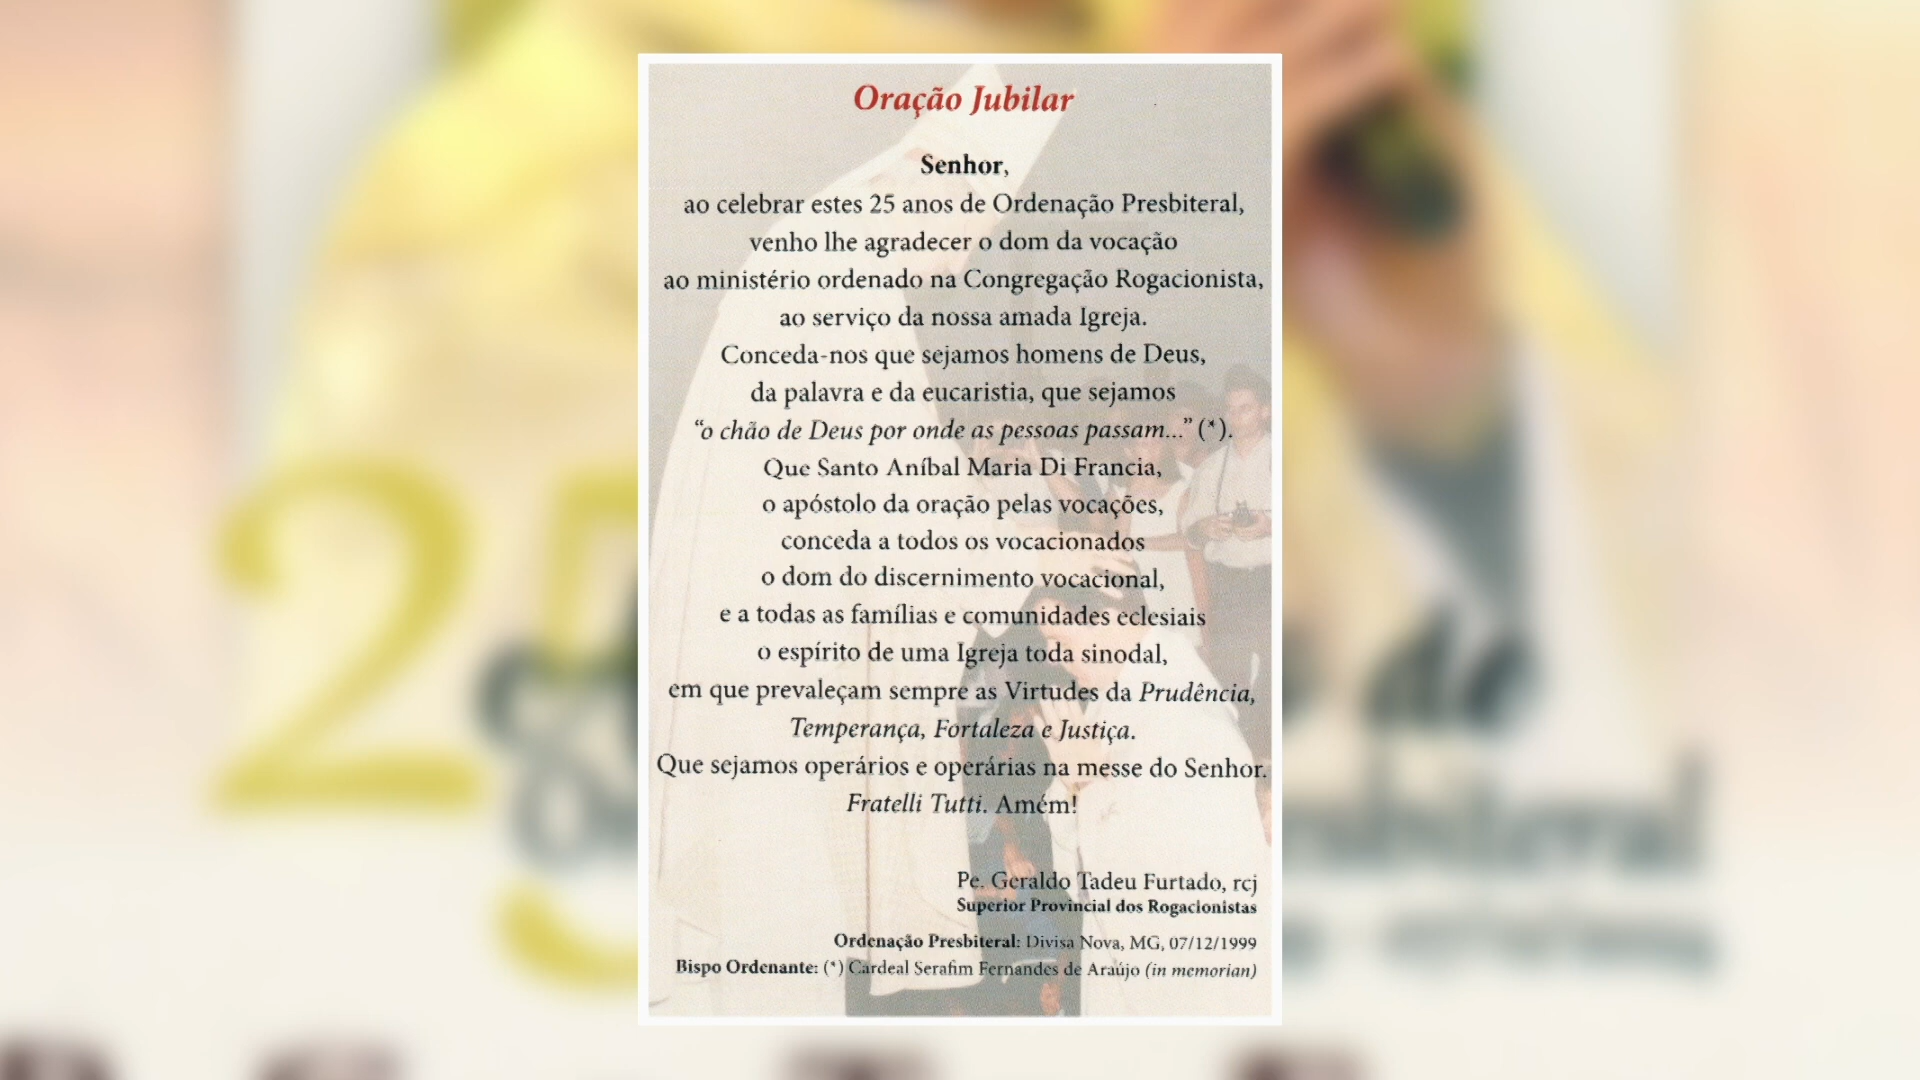 Oração Jubilar
Senhor,
ao celebrar estes 25 anos de Ordenação Presbiteral,
venho lhe agradecer o dom da vocação
ao ministério ordenado na Congregação Rogacionista,
ao serviço da nossa amada Igreja.
Conceda-nos que sejamos homens de Deus,
da palavra e da eucaristia, que sejamos
“o chão de Deus por onde as pessoas passam...” (*).
Que Santo Aníbal Maria Di Francia,
o apóstolo da oração pelas vocações,
conceda a todos os vocacionados
o dom do discernimento vocacional,
e a todas as famílias e comunidades eclesiais
o espírito de uma Igreja toda sinodal,
em que prevaleçam sempre as Virtudes da Prudência,
Temperança, Fortaleza e Justiça.
Que sejamos operários e operárias na messe do Senhor.
Fratelli Tutti. Amém!
Pe. Geraldo Tadeu Furtado, rcj
Superior Provincial dos Rogacionistas
Ordenação Presbiteral: Divisa Nova, MG, 07/12/1999
Bispo Ordenante: (*) Cardeal Serafim Fernandes de Araújo (in memorian)
25
de